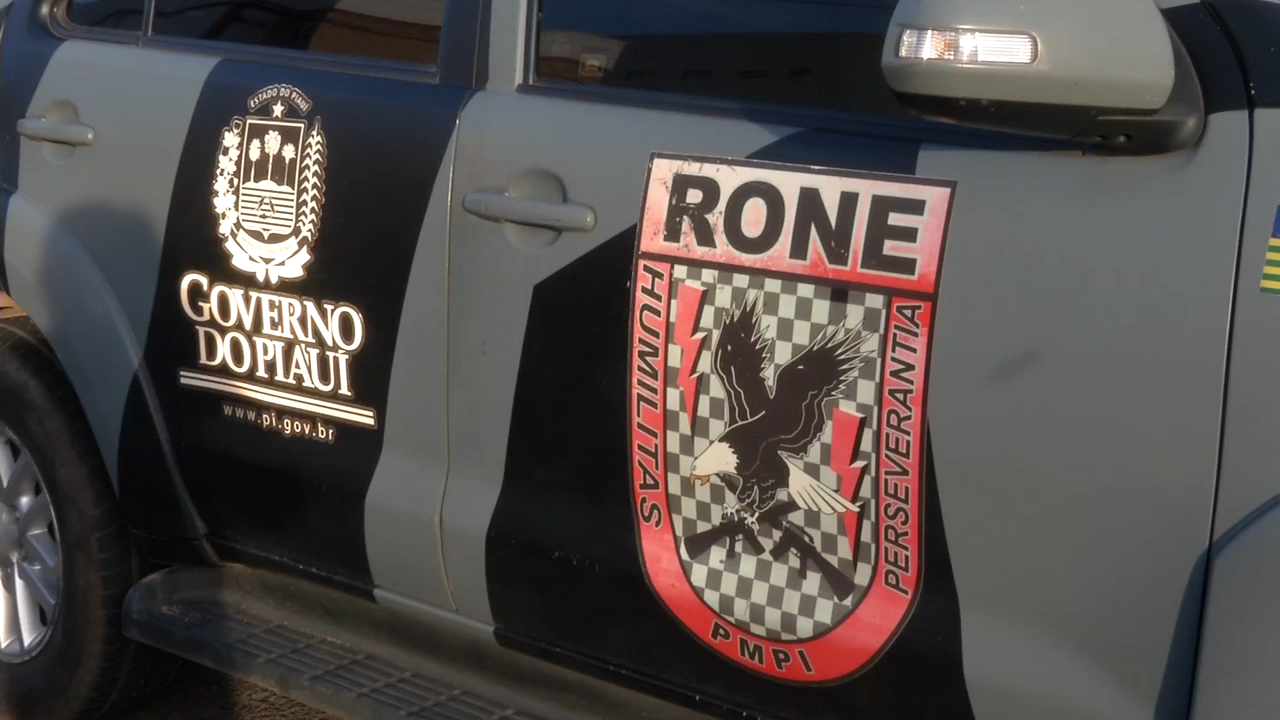 ESTADO DO PIAUÍ
GOVERNO
DO PIAUÍ
www.pi.gov.br
RONE
HUMILITAS
PERSEVERANTIA
PMPI